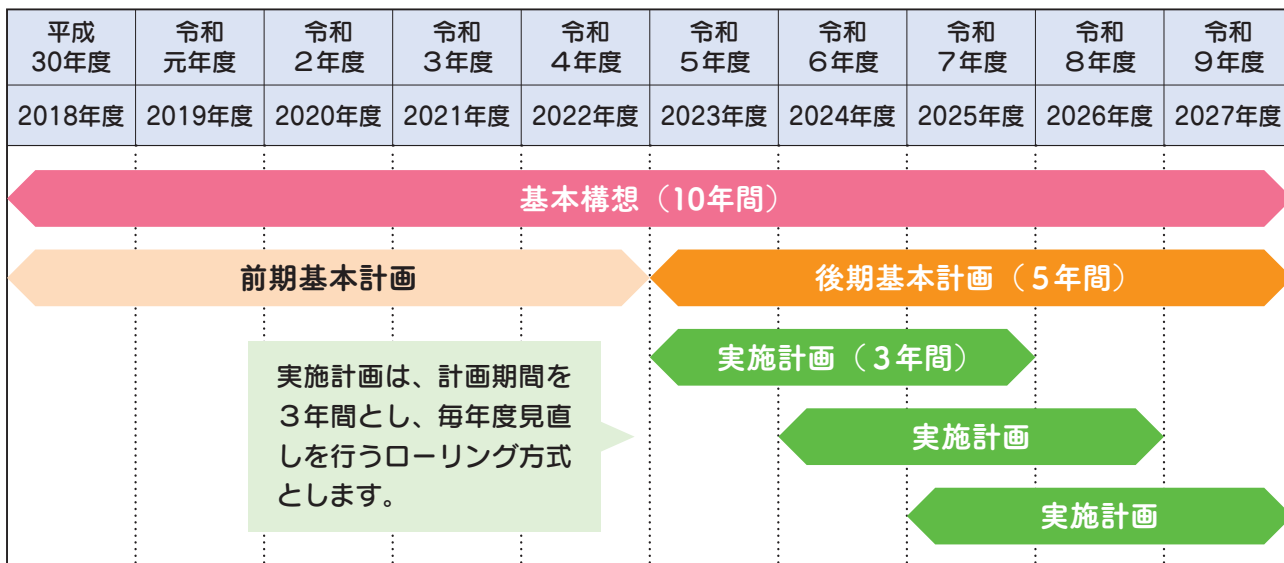 平成
30年度
令和
元年度
令和
2年度
令和
3年度
令和
4年度
令和
5年度
令和
6年度
令和
7年度
令和
8年度
令和
9年度
2018年度
2019年度
2020年度
2021年度
2022年度
2023年度
2024年度
2025年度
2026年度
2027年度
基本構想（10年間）
前期基本計画
後期基本計画（5年間）
実施計画（3年間）
実施計画は、計画期間を
3年間とし、毎年度見直
しを行うローリング方式
とします。
実施計画
実施計画